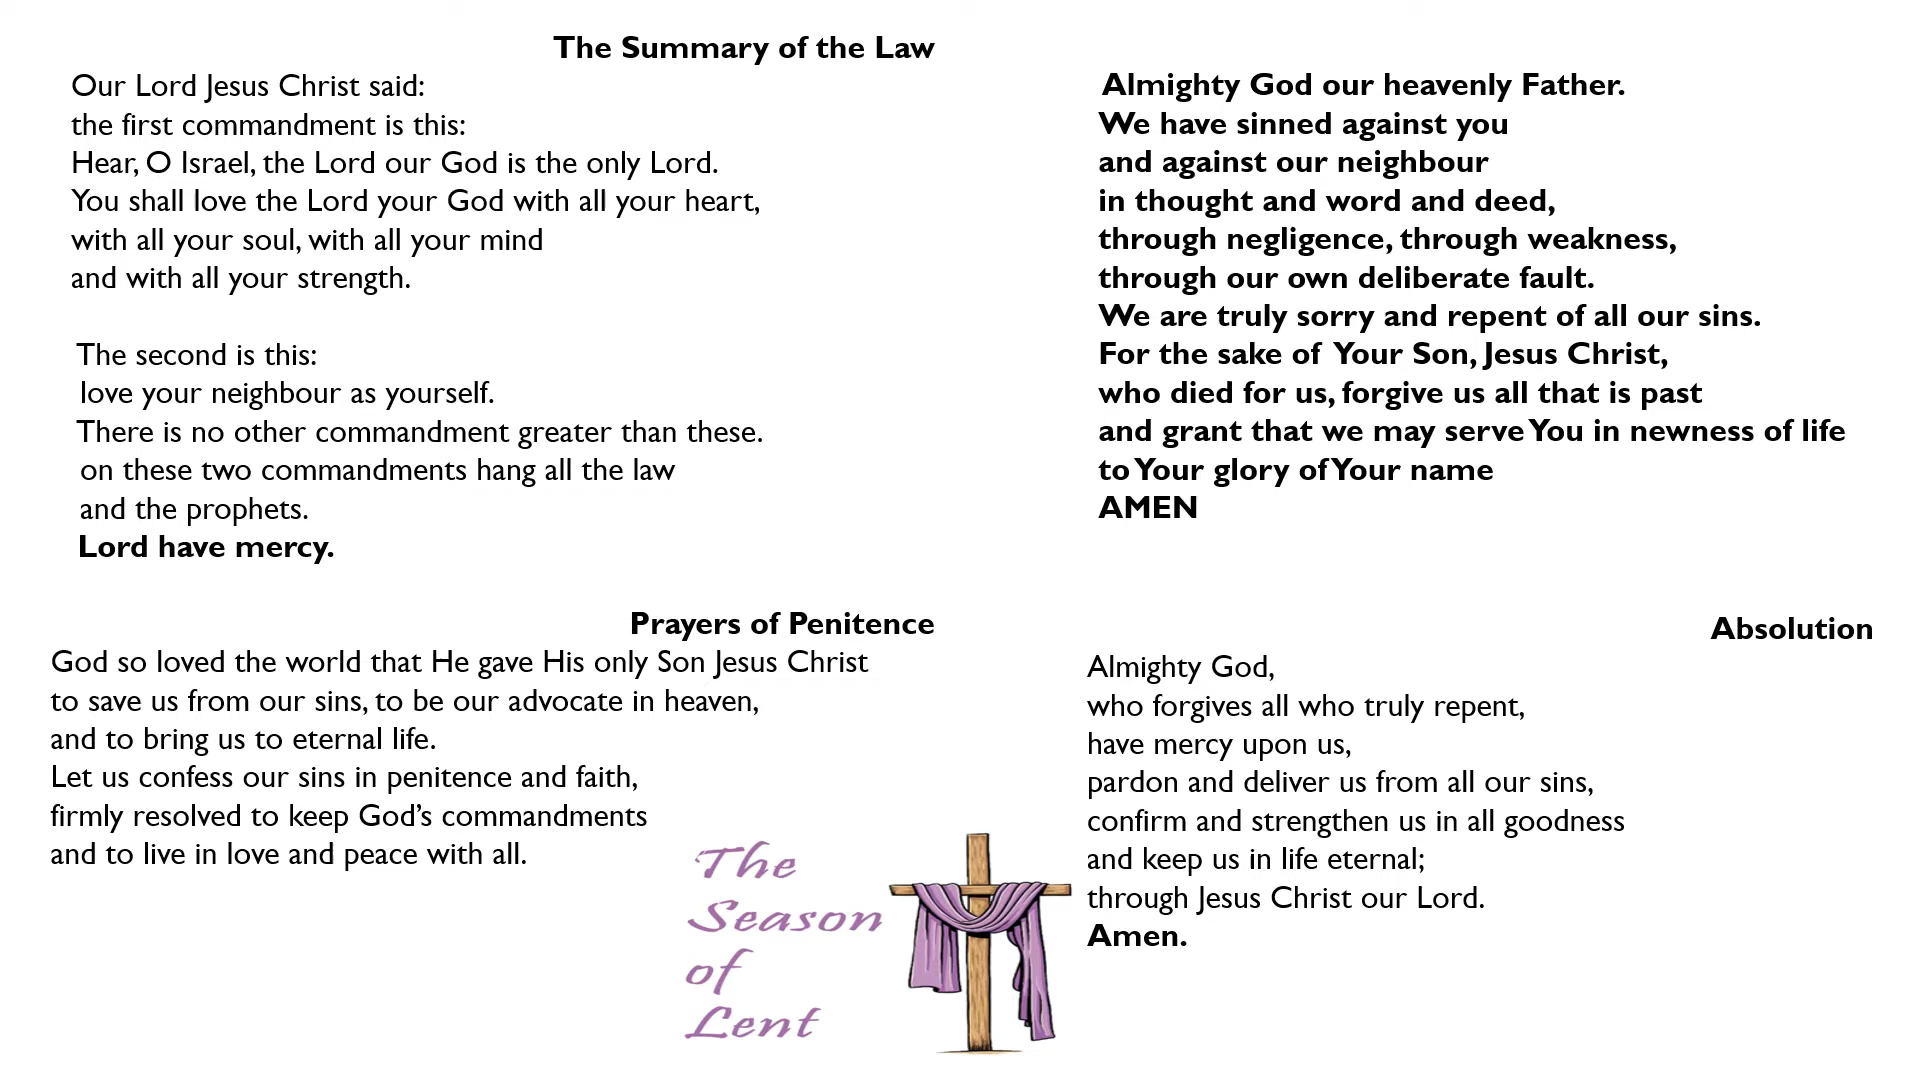 The Summary of the Law
Our Lord Jesus Christ said:
the first commandment is this:
Hear, O Israel, the Lord our God is the only Lord.
You shall love the Lord your God with all your heart,
with all your soul, with all your mind
and with all your strength.
The second is this:
love your neighbour as yourself.
There is no other commandment greater than these.
on these two commandments hang all the law
and the prophets.
Lord have mercy.
Prayers of Penitence
God so loved the world that He gave His only Son Jesus Christ
to save us from our sins, to be our advocate in heaven,
and to bring us to eternal life.
Let us confess our sins in penitence and faith,
firmly resolved to keep God’s commandments
and to live in love and peace with all.
The
Season
of
Lent
Almighty God our heavenly Father.
We have sinned against you
and against our neighbour
in thought and word and deed,
through negligence, through weakness,
through our own deliberate fault.
We are truly sorry and repent of all our sins.
For the sake of Your Son, Jesus Christ,
who died for us, forgive us all that is past
and grant that we may serve You in newness of life
to Your glory of Your name
AMEN
Absolution
Almighty God,
who forgives all who truly repent,
have mercy upon us,
pardon and deliver us from all our sins,
confirm and strengthen us in all goodness
and keep us in life eternal;
through Jesus Christ our Lord.
Amen.